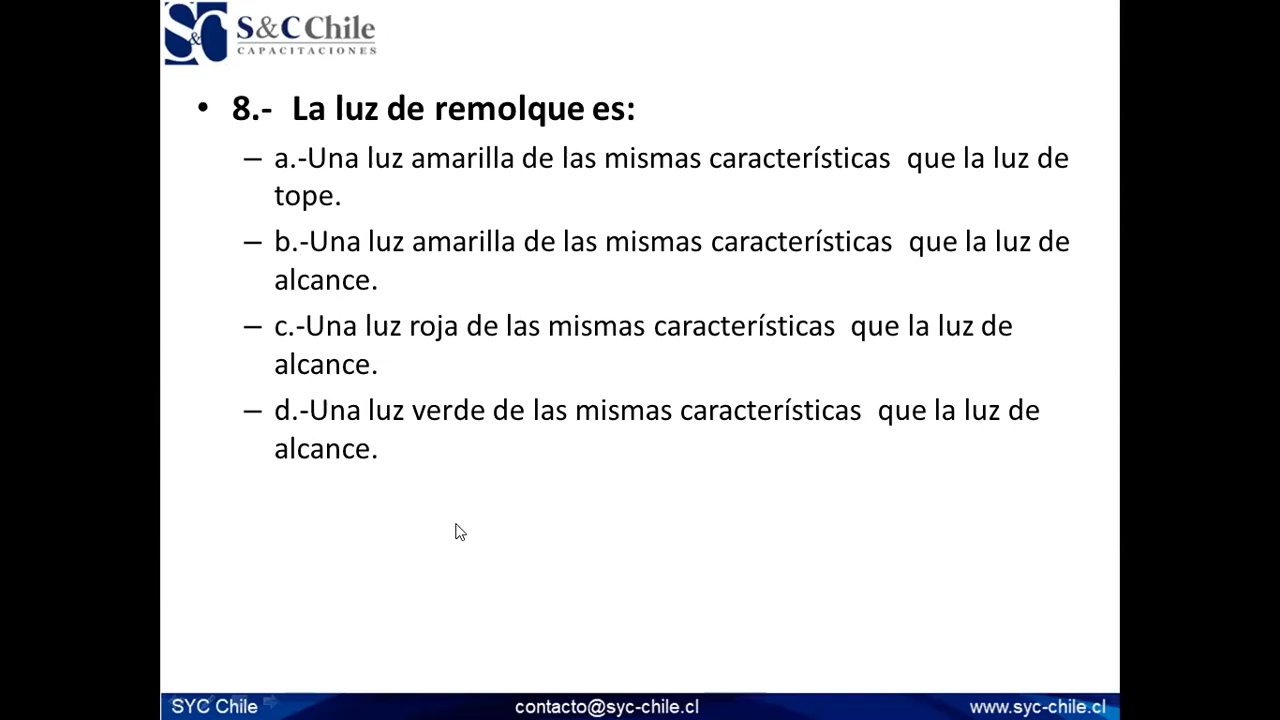 S&C Chile
CAPACITACIONES
• 8.- La luz de remolque es:
– a.-Una luz amarilla de las mismas características que la luz de
tope.
– b.-Una luz amarilla de las mismas características que la luz de
alcance.
– c.-Una luz roja de las mismas características que la luz de
alcance.
– d.-Una luz verde de las mismas características que la luz de
alcance.
SYC Chile contacto@syc-chile.cl www.syc-chile.cl